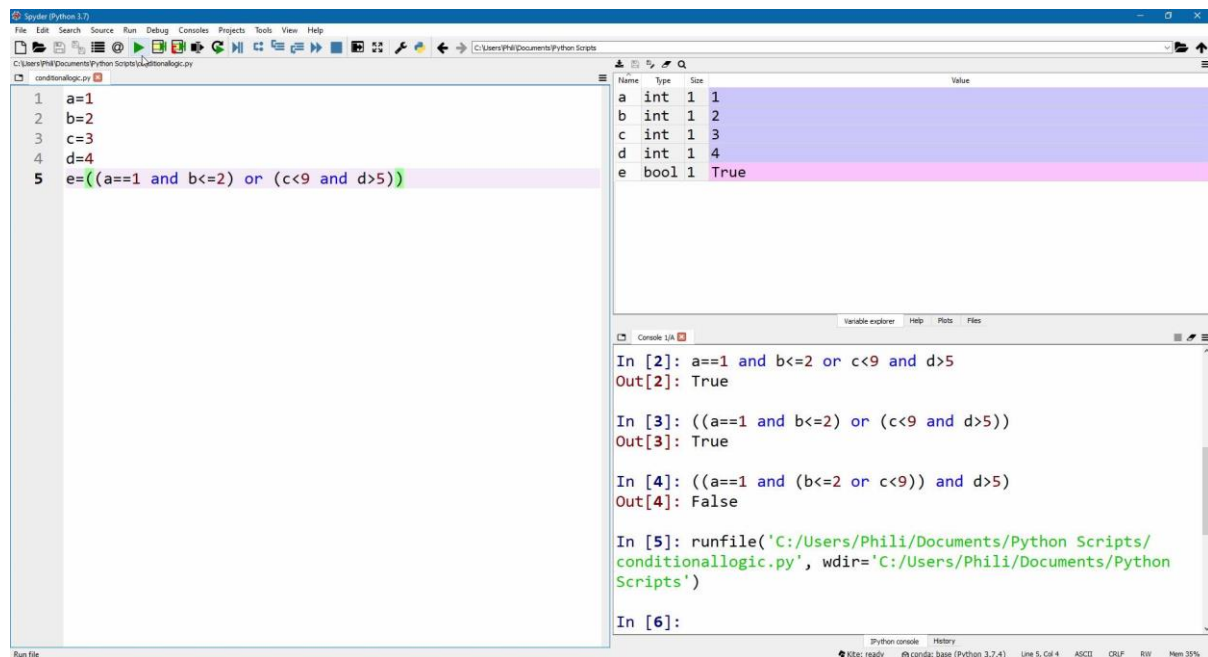 Spyder (Python 3.7)
File Edit Search Source Run Debug Consoles Projects Tools View Help
C:\Users\Phili\Documents\Python Scripts
C:\Users\Phili\Documents\Python Scripts\conditionallogic.py
conditionallogic.py
1 a=1
2 b=2
3 c=3
4 d=4
5 e=((a==1 and b<=2) or (c<9 and d>5))
Name Type Size Value
a int 1 1
b int 1 2
c int 1 3
d int 1 4
e bool 1 True
Variable explorer Help Plots Files
Console 1/A
In [2]: a==1 and b<=2 or c<9 and d>5
Out[2]: True
In [3]: ((a==1 and b<=2) or (c<9 and d>5))
Out[3]: True
In [4]: ((a==1 and (b<=2 or c<9)) and d>5)
Out[4]: False
In [5]: runfile('C:/Users/Phili/Documents/Python Scripts/
conditionallogic.py', wdir='C:/Users/Phili/Documents/Python
Scripts')
In [6]:
IPython console History
Run file Kite: ready conda: base (Python 3.7.4) Line 5, Col 4 ASCII CRLF RW Mem 35%